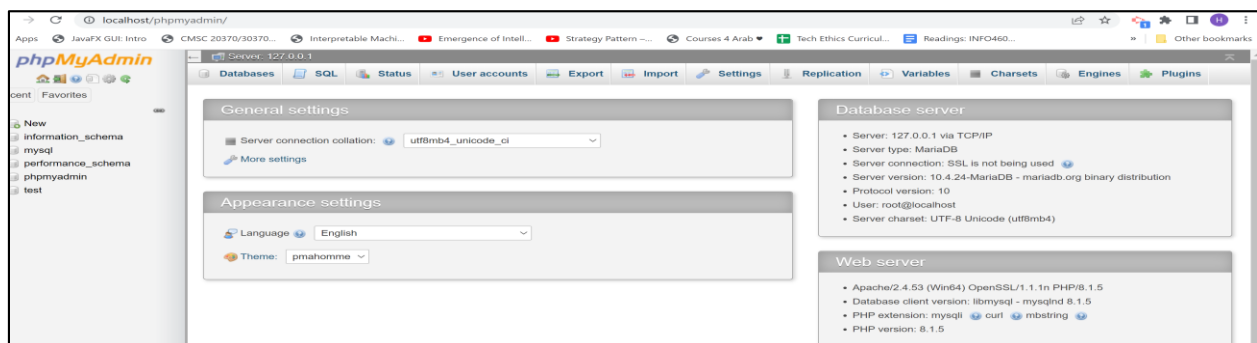 localhost/phpmyadmin/
H
Apps JavaFX GUI: Intro CMSC 20370/30370... Interpretable Machi... Emergence of Intell... Strategy Pattern –... Courses 4 Arab ♥ Tech Ethics Curricul... Readings: INFO460... » Other bookmarks
phpMyAdmin
cent Favorites
New
information_schema
mysql
performance_schema
phpmyadmin
test
Server: 127.0.0.1
Databases SQL Status User accounts Export Import Settings Replication Variables Charsets Engines Plugins
General settings
Server connection collation: utf8mb4_unicode_ci
More settings
Appearance settings
Language English
Theme: pmahomme
Database server
• Server: 127.0.0.1 via TCP/IP
• Server type: MariaDB
• Server connection: SSL is not being used
• Server version: 10.4.24-MariaDB - mariadb.org binary distribution
• Protocol version: 10
• User: root@localhost
• Server charset: UTF-8 Unicode (utf8mb4)
Web server
• Apache/2.4.53 (Win64) OpenSSL/1.1.1n PHP/8.1.5
• Database client version: libmysql - mysqlnd 8.1.5
• PHP extension: mysqli curl mbstring
• PHP version: 8.1.5